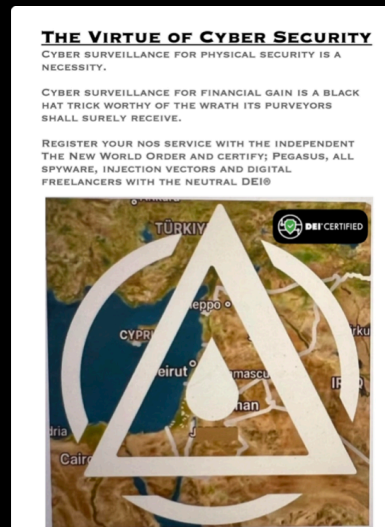 The Virtue of Cyber Security
Cyber surveillance for physical security is a
necessity.
Cyber surveillance for financial gain is a black
hat trick worthy of the wrath its purveyors
shall surely receive.
Register your NOS service with the independent
The New World Order and certify; Pegasus, all
spyware, injection vectors and digital
freelancers with the neutral DEI®
TÜRKIY
DEI CERTIFIED
eppo
CYPR
rku
eirut
mascu
IR
man
dria
J
Cairo